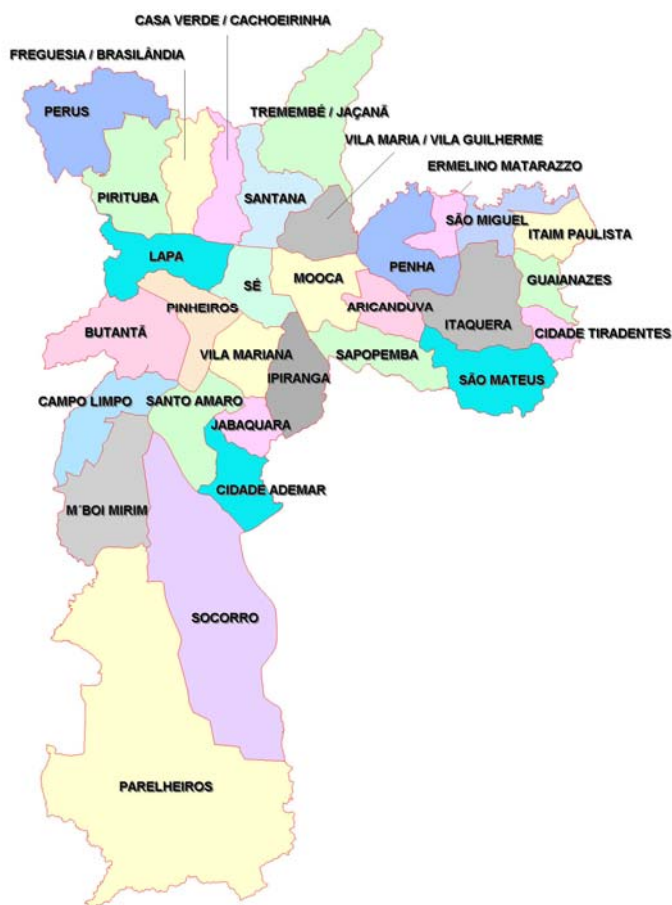 CASA VERDE / CACHOEIRINHA
FREGUESIA / BRASILÂNDIA
PERUS
TREMEMBÉ / JAÇANÃ
VILA MARIA / VILA GUILHERME
ERMELINO MATARAZZO
PIRITUBA
SANTANA
SÃO MIGUEL
ITAIM PAULISTA
LAPA
SÉ
MOOCA
PENHA
GUAIANAZES
PINHEIROS
ARICANDUVA
BUTANTÃ
ITAQUERA
CIDADE TIRADENTES
VILA MARIANA
SAPOPEMBA
IPIRANGA
SÃO MATEUS
CAMPO LIMPO
SANTO AMARO
JABAQUARA
CIDADE ADEMAR
M´BOI MIRIM
SOCORRO
PARELHEIROS